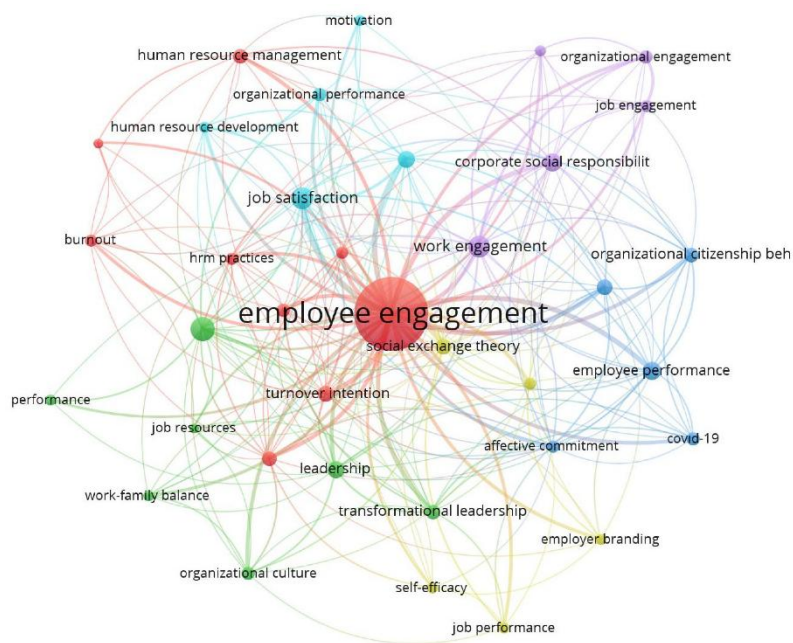 motivation
human resource management
organizational engagement
organizational performance
job engagement
human resource development
corporate social responsibilit
job satisfaction
burnout
work engagement
hrm practices
organizational citizenship beh
employee engagement
social exchange theory
employee performance
turnover intention
performance
job resources
covid-19
affective commitment
leadership
work-family balance
transformational leadership
employer branding
organizational culture
self-efficacy
job performance